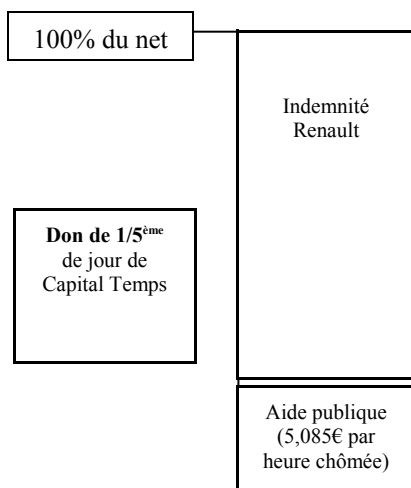 100% du net
Indemnité
Renault
Don de 1/5ème
de jour de
Capital Temps
Aide publique
(5,085€ par
heure chômée)